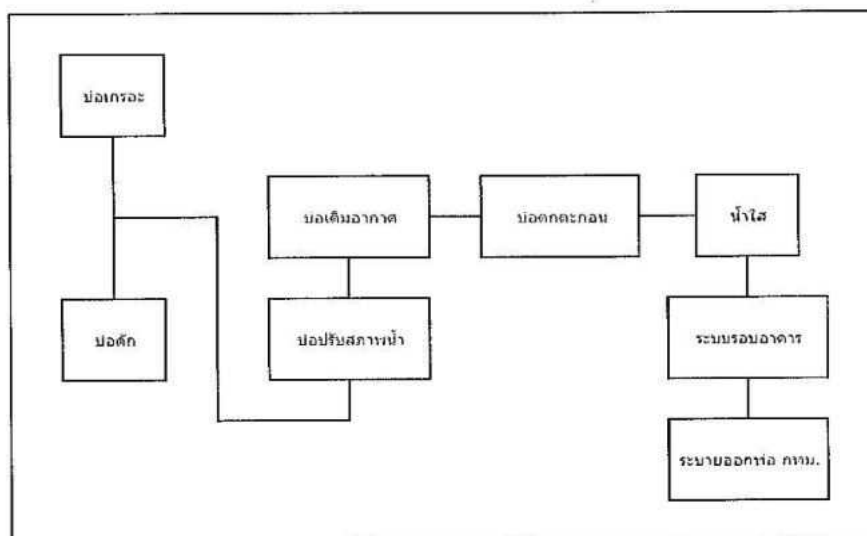 บ่อเกรอะ
บ่อดัก
บ่อเติมอากาศ
บ่อปรับสภาพน้ำ
บ่อตกตะกอน
น้ำใส
ระบบรอบอาคาร
ระบายออกท่อ กทม.